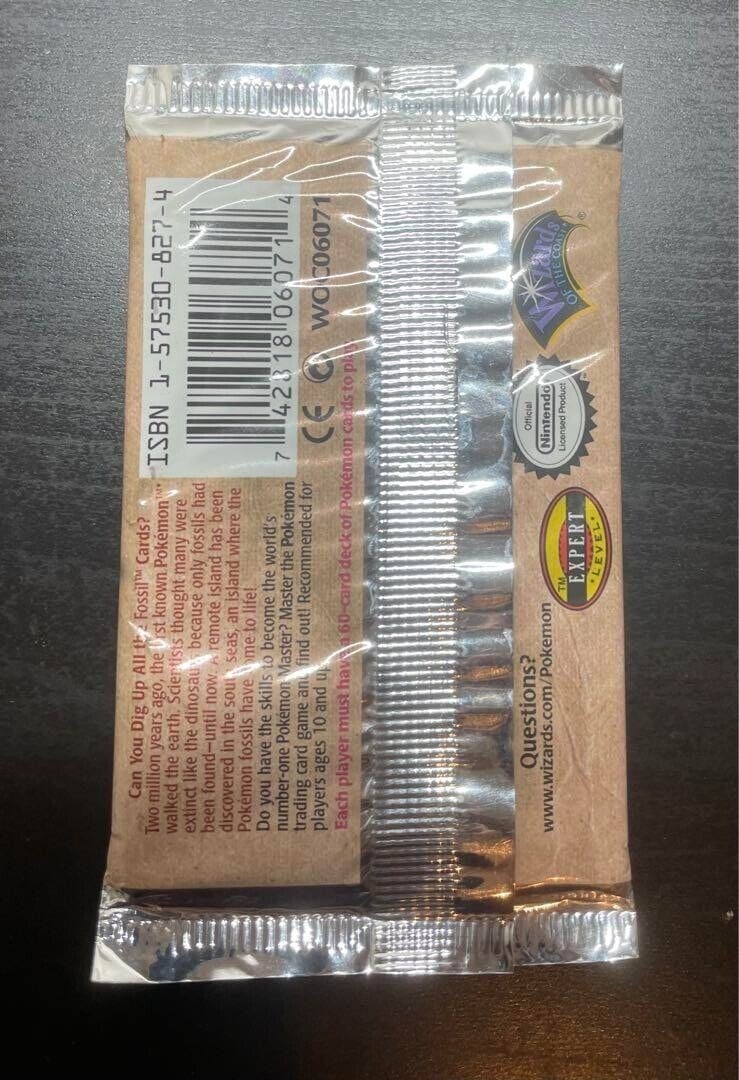 Can You Dig Up All the Fossil™ Cards?
Two million years ago, the first known Pokémon™
walked the earth. Scientists thought many were
extinct like the dinosaurs because only fossils had
been found—until now. A remote island has been
discovered in the south seas, an island where the
Pokémon fossils have come to life!
Do you have the skills to become the world's
number-one Pokémon Master? Master the Pokémon
trading card game and find out! Recommended for
players ages 10 and up.
Each player must have a 60-card deck of Pokémon cards to play.
ISBN 1-57530-827-4
7 42818 06071 4
CE WOC06071
Questions?
www.wizards.com/Pokemon
TM
EXPERT
LEVEL
Official
Nintendo
Licensed Product
Wizards
OF THE COAST
®